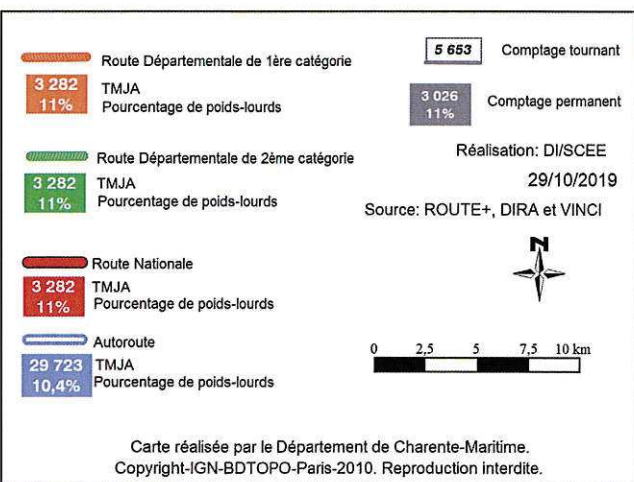 Route Départementale de 1ère catégorie
3 282
11%
TMJA
Pourcentage de poids-lourds
Route Départementale de 2ème catégorie
3 282
11%
TMJA
Pourcentage de poids-lourds
Route Nationale
3 282
11%
TMJA
Pourcentage de poids-lourds
Autoroute
29 723
10,4%
TMJA
Pourcentage de poids-lourds
5 653
Comptage tournant
3 026
11%
Comptage permanent
Réalisation: DI/SCEE
29/10/2019
Source: ROUTE+, DIRA et VINCI
N
0 2,5 5 7,5 10 km
Carte réalisée par le Départment de Charente-Maritime.
Copyright-IGN-BDTOPO-Paris-2010. Reproduction interdite.